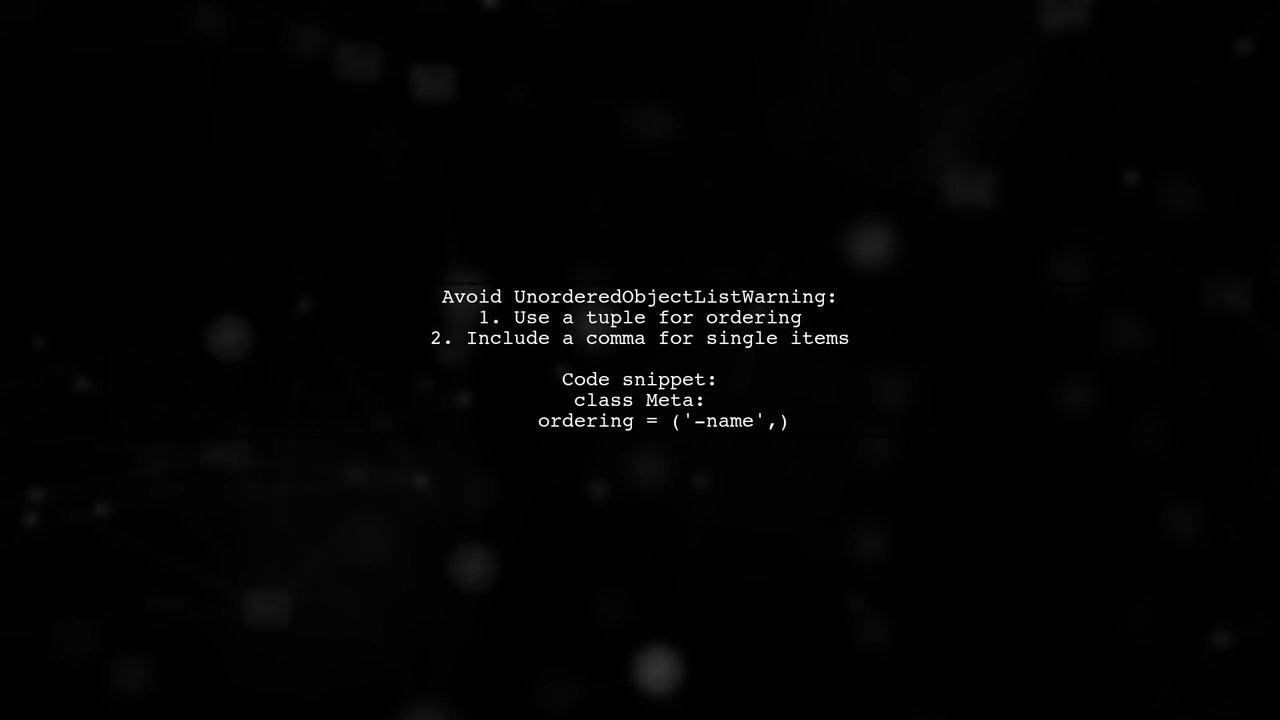 Avoid UnorderedObjectListWarning:
1. Use a tuple for ordering
2. Include a comma for single items
Code snippet:
class Meta:
ordering = ('-name',)